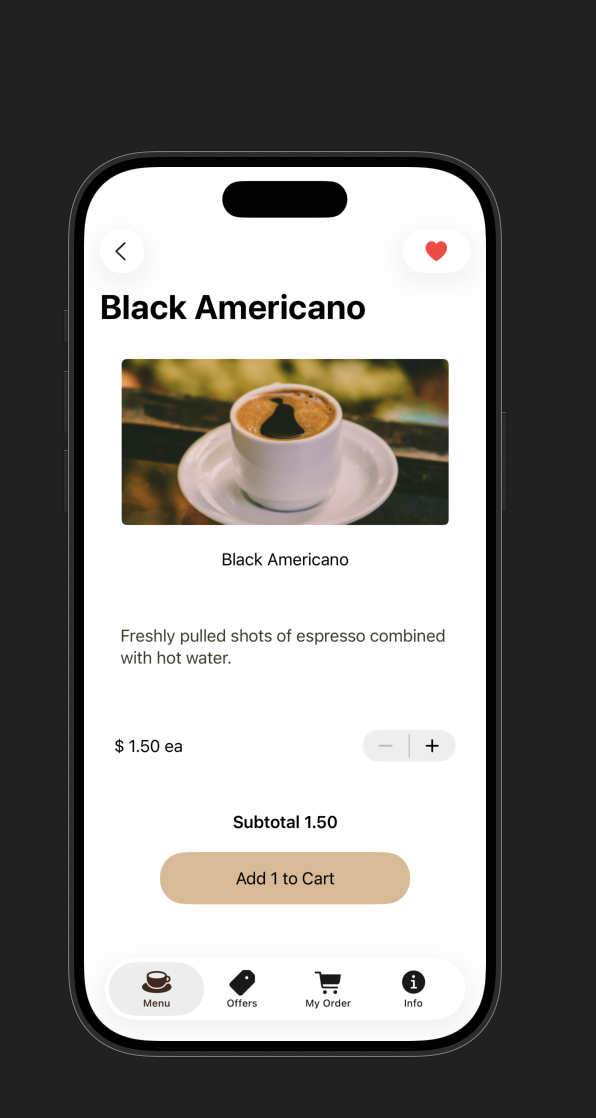 Black Americano
Black Americano
Freshly pulled shots of espresso combined
with hot water.
$ 1.50 ea
Subtotal 1.50
Add 1 to Cart
Menu
Offers
My Order
Info